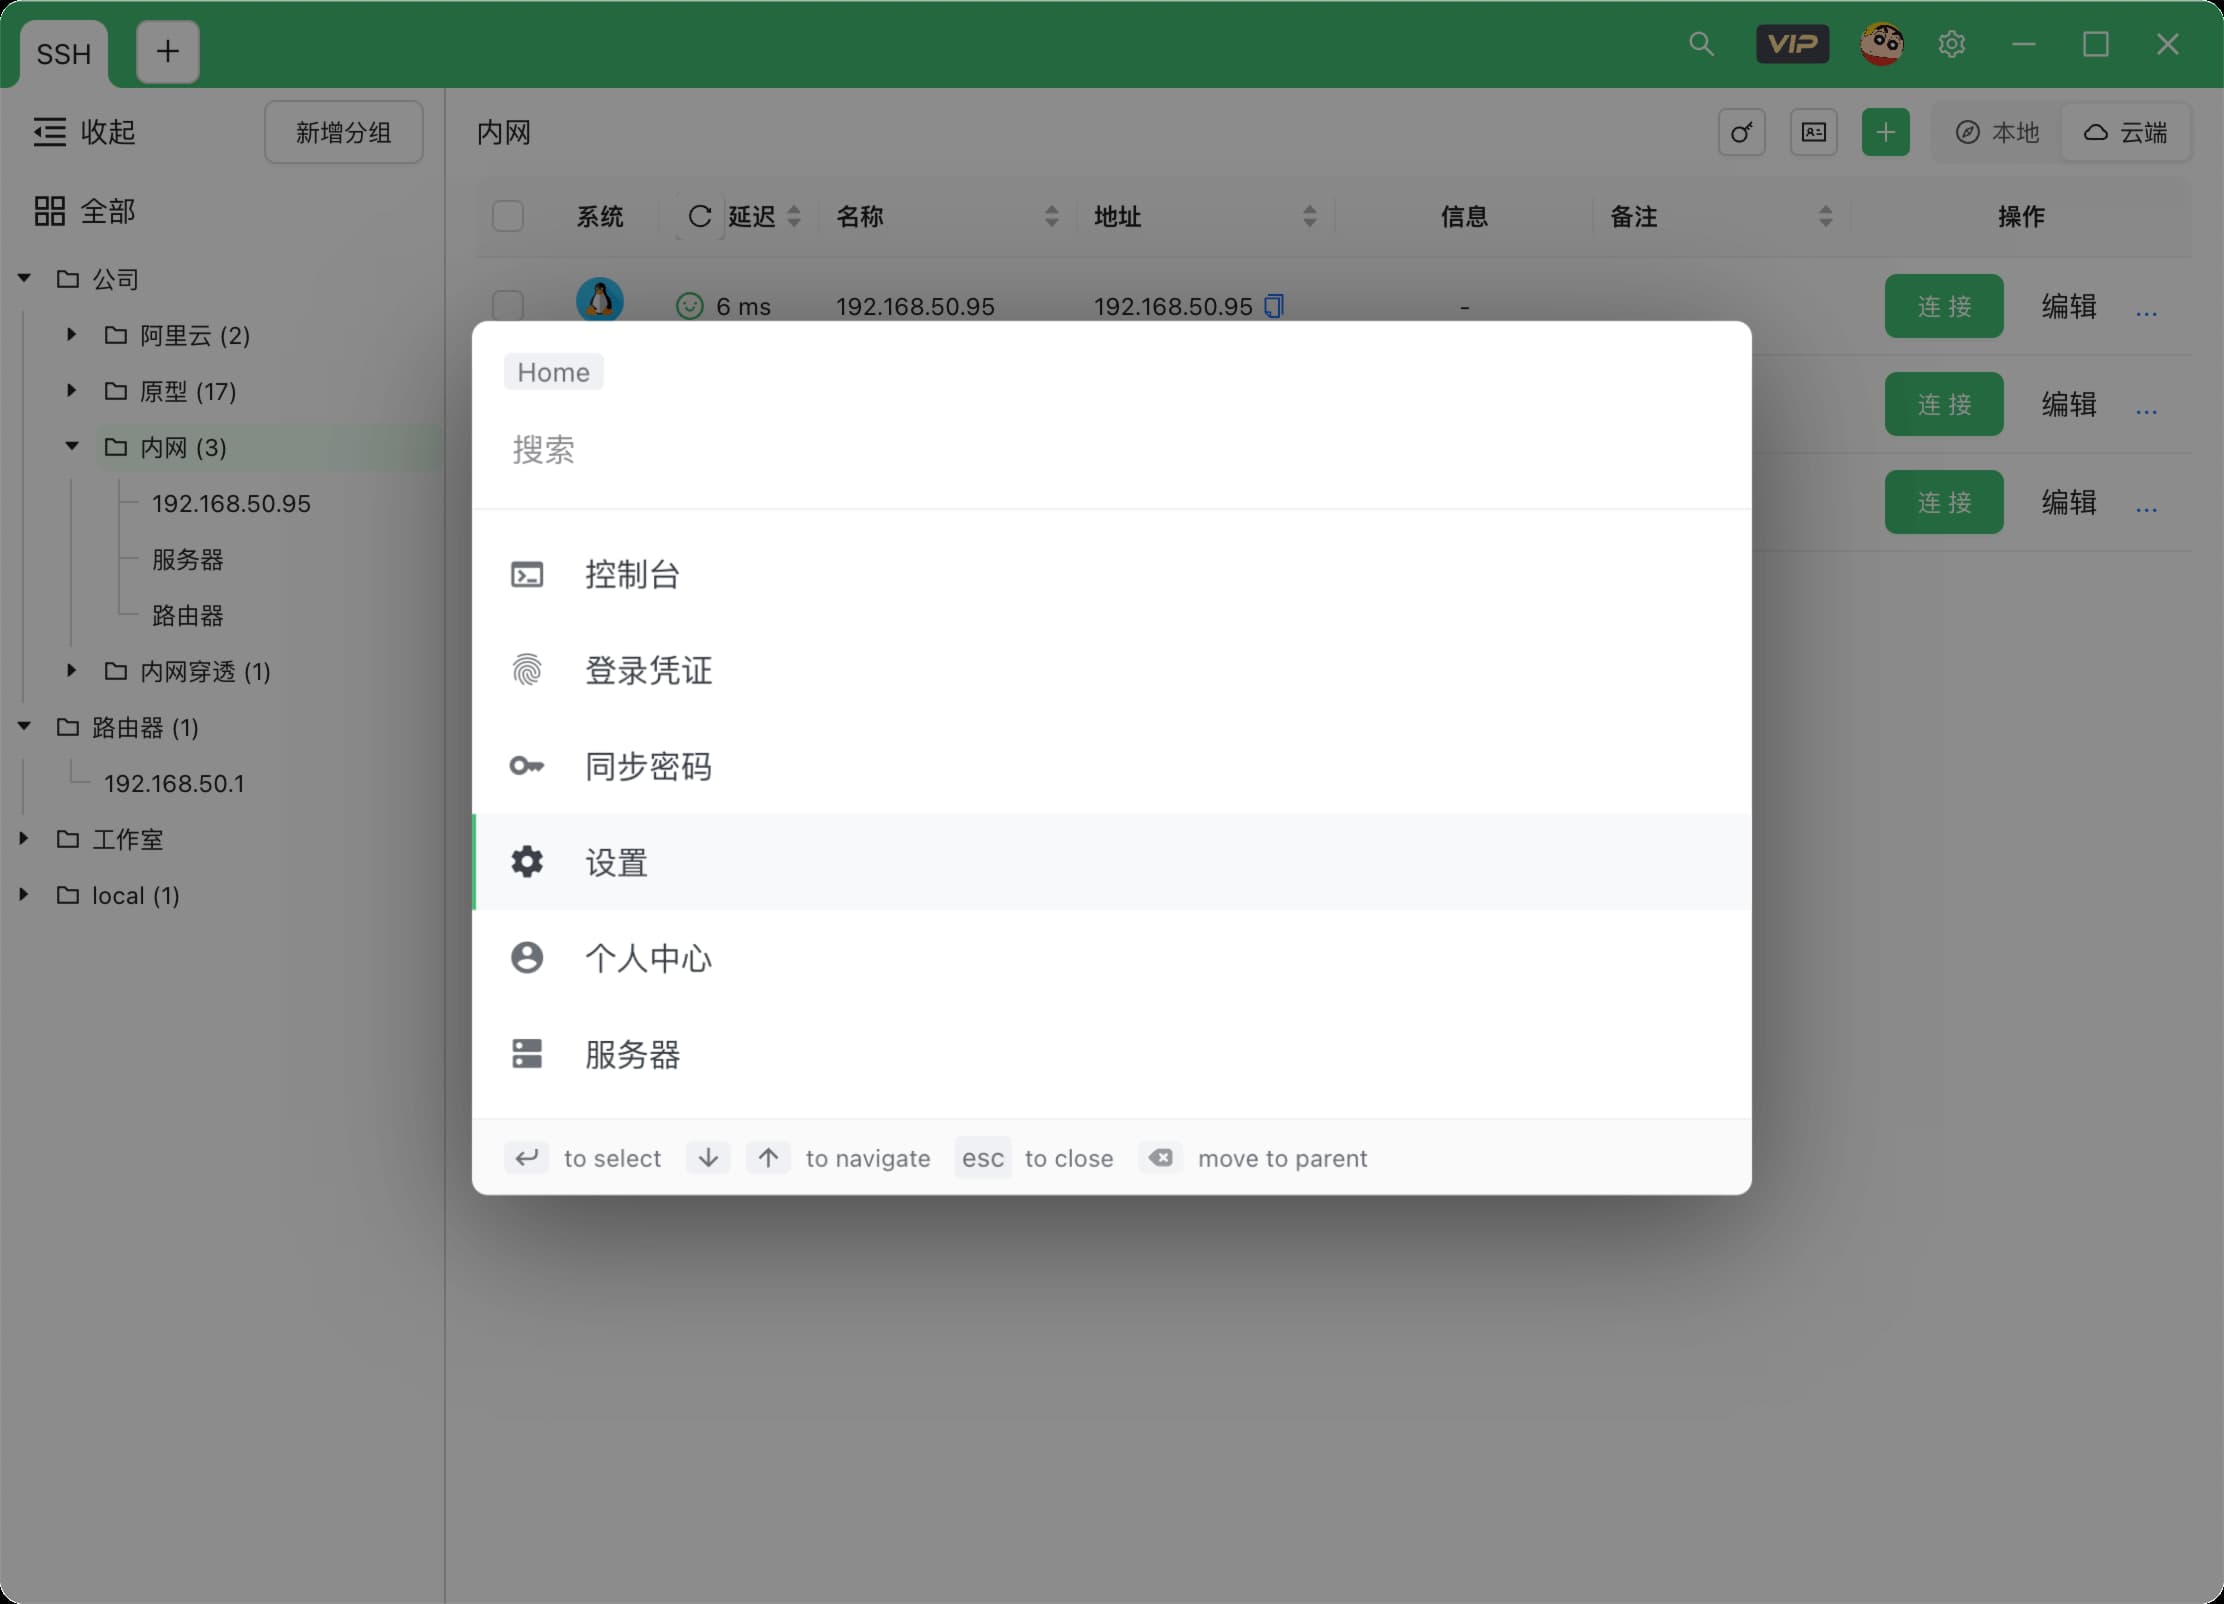 SSH
VIP
收起
新增分组
全部
公司
阿里云 (2)
原型 (17)
内网 (3)
192.168.50.95
服务器
路由器
内网穿透 (1)
路由器 (1)
192.168.50.1
工作室
local (1)
内网
本地
云端
系统 延迟 名称 地址 信息 备注 操作
6 ms 192.168.50.95 192.168.50.95 - 连接 编辑 ...
连接 编辑 ...
连接 编辑 ...
Home
搜索
控制台
登录凭证
同步密码
设置
个人中心
服务器
to select to navigate esc to close move to parent